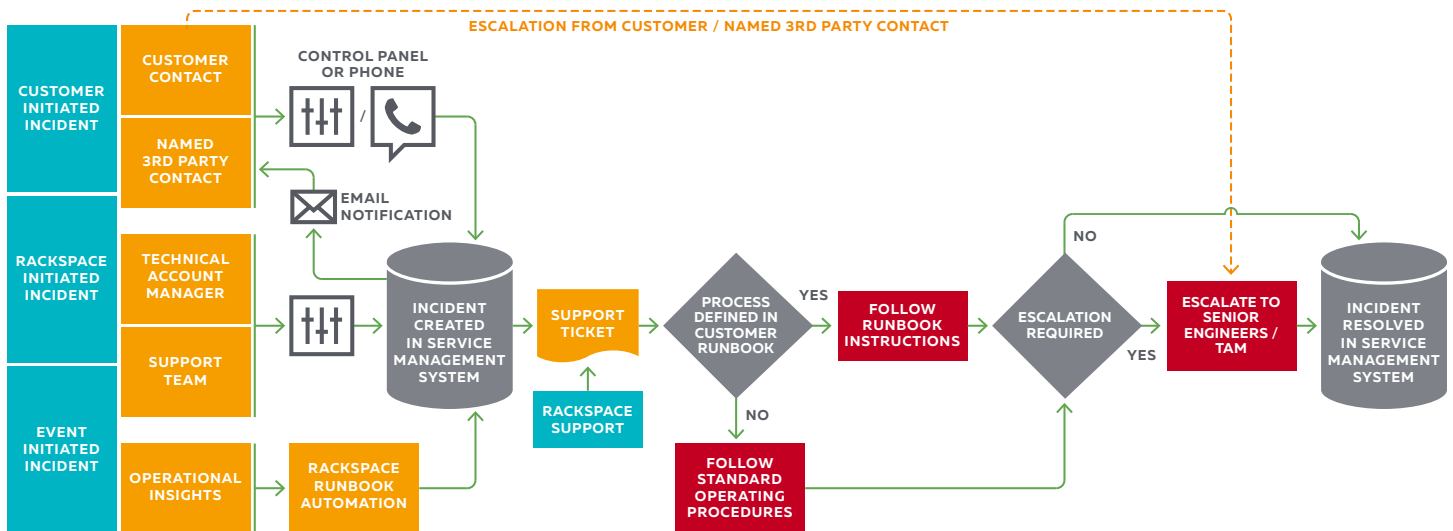 ESCALATION FROM CUSTOMER / NAMED 3RD PARTY CONTACT
CUSTOMER
INITIATED
INCIDENT
RACKSPACE
INITIATED
INCIDENT
EVENT
INITIATED
INCIDENT
CUSTOMER
CONTACT
NAMED
3RD PARTY
CONTACT
TECHNICAL
ACCOUNT
MANAGER
SUPPORT
TEAM
OPERATIONAL
INSIGHTS
CONTROL PANEL
OR PHONE
/
EMAIL
NOTIFICATION
RACKSPACE
RUNBOOK
AUTOMATION
INCIDENT
CREATED
IN SERVICE
MANAGEMENT
SYSTEM
SUPPORT
TICKET
RACKSPACE
SUPPORT
PROCESS
DEFINED IN
CUSTOMER
RUNBOOK
YES
NO
FOLLOW
RUNBOOK
INSTRUCTIONS
FOLLOW
STANDARD
OPERATING
PROCEDURES
ESCALATION
REQUIRED
NO
YES
ESCALATE TO
SENIOR
ENGINEERS /
TAM
INCIDENT
RESOLVED
IN SERVICE
MANAGEMENT
SYSTEM